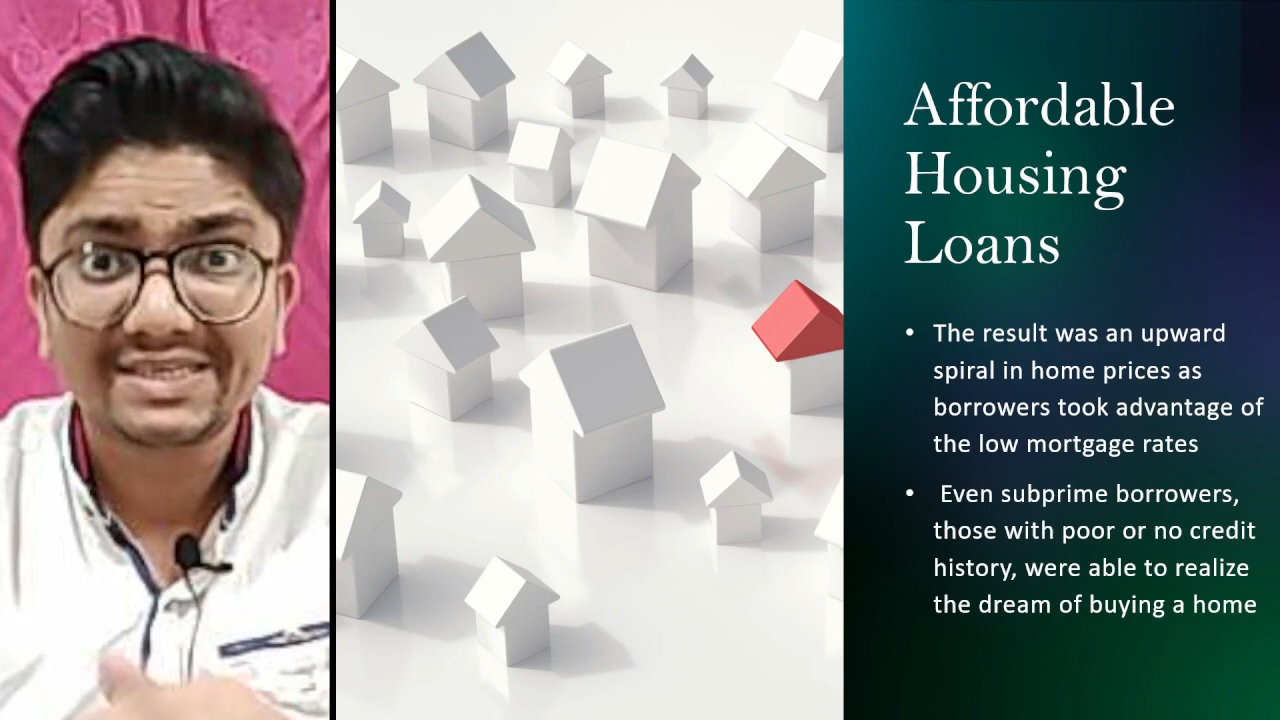 Affordable
Housing
Loans
• The result was an upward
spiral in home prices as
borrowers took advantage of
the low mortgage rates
• Even subprime borrowers,
those with poor or no credit
history, were able to realize
the dream of buying a home